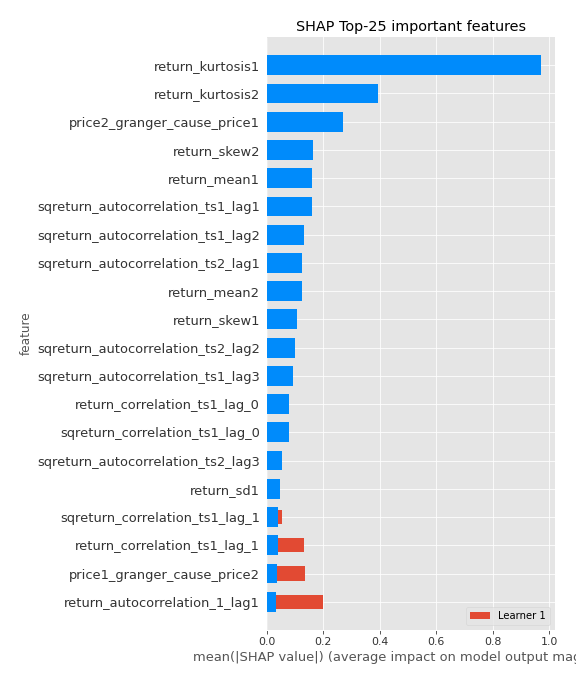 SHAP Top-25 important features
return_kurtosis1
return_kurtosis2
price2_granger_cause_price1
return_skew2
return_mean1
sqreturn_autocorrelation_ts1_lag1
sqreturn_autocorrelation_ts1_lag2
sqreturn_autocorrelation_ts2_lag1
return_mean2
return_skew1
sqreturn_autocorrelation_ts2_lag2
sqreturn_autocorrelation_ts1_lag3
return_correlation_ts1_lag_0
sqreturn_correlation_ts1_lag_0
sqreturn_autocorrelation_ts2_lag3
return_sd1
sqreturn_correlation_ts1_lag_1
return_correlation_ts1_lag_1
price1_granger_cause_price2
return_autocorrelation_1_lag1
feature
Learner 1
0.0 0.2 0.4 0.6 0.8 1.0
mean(|SHAP value|) (average impact on model output mag